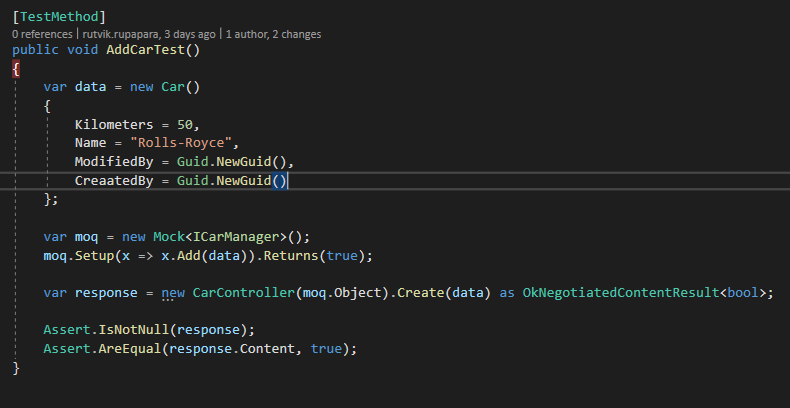 [TestMethod]
0 references | rutvik.rupapara, 3 days ago | 1 author, 2 changes
public void AddCarTest()
{
var data = new Car()
{
Kilometers = 50,
Name = "Rolls-Royce",
ModifiedBy = Guid.NewGuid(),
CreaatedBy = Guid.NewGuid()
};
var moq = new Mock<ICarManager>();
moq.Setup(x => x.Add(data)).Returns(true);
var response = new CarController(moq.Object).Create(data) as OkNegotiatedContentResult<bool>;
Assert.IsNotNull(response);
Assert.AreEqual(response.Content, true);
}